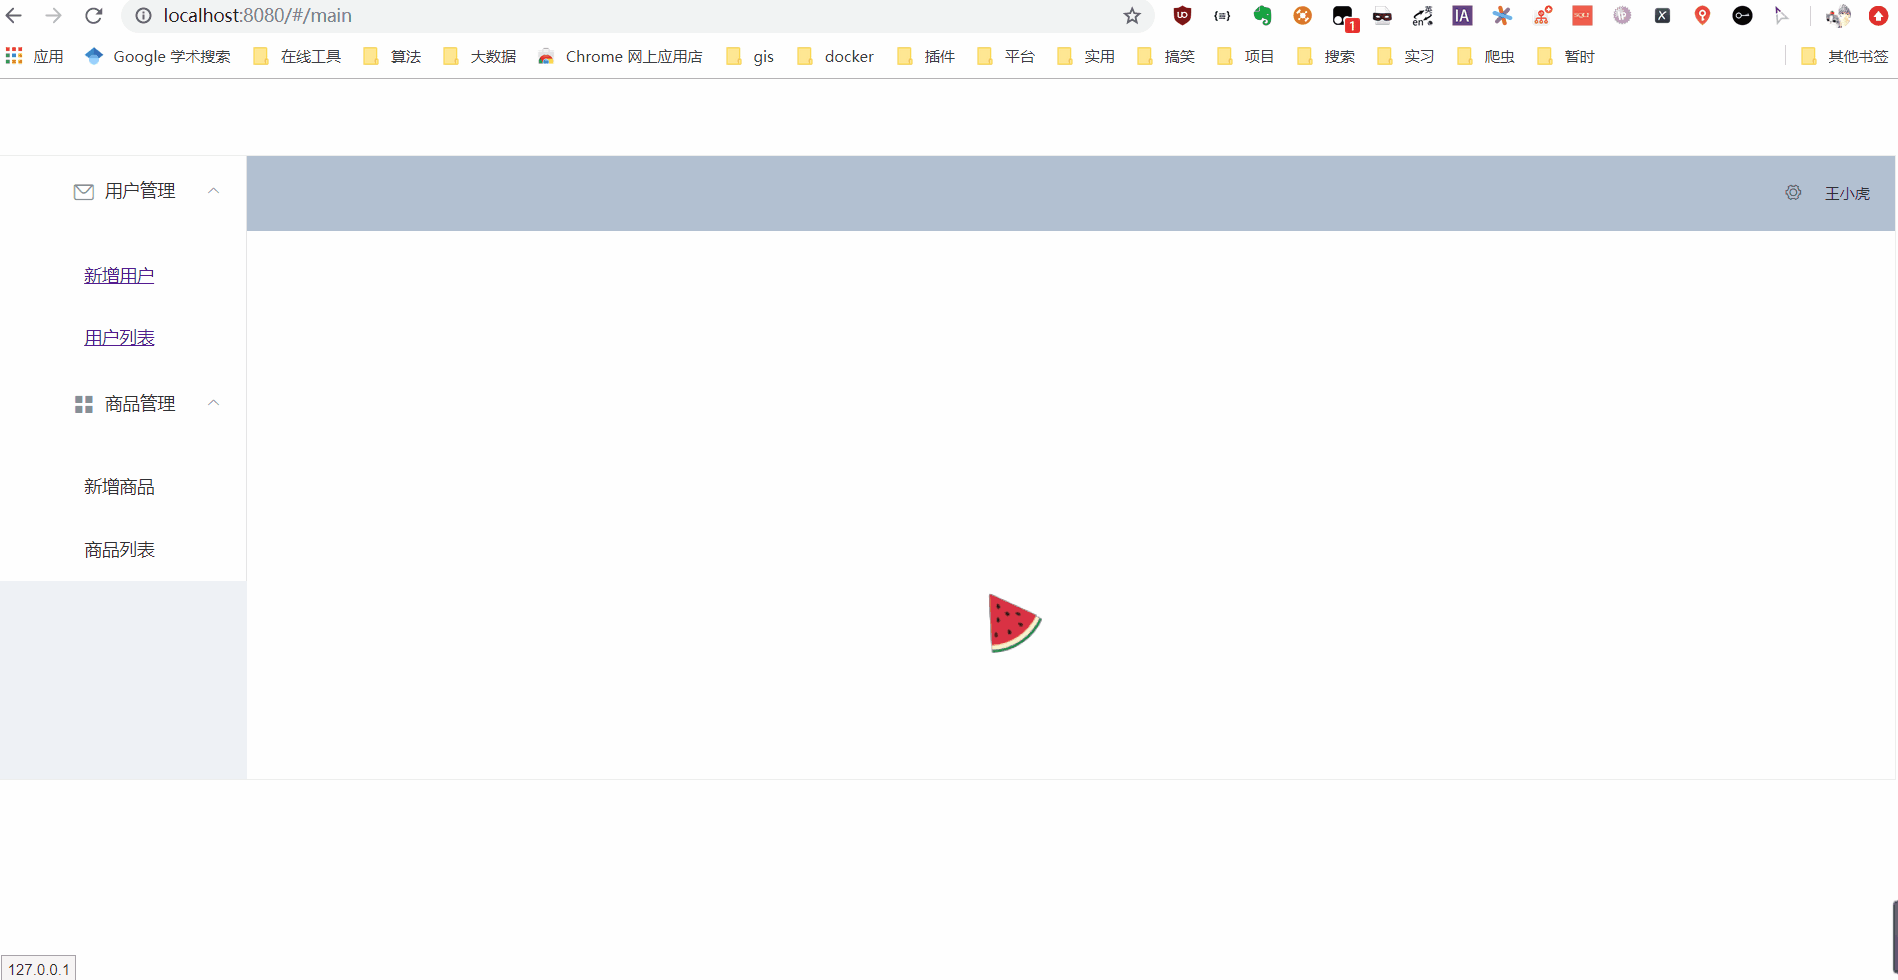 localhost:8080/#/main
1
en 英
IA
应用 Google 学术搜索 在线工具 算法 大数据 Chrome 网上应用店 gis docker 插件 平台 实用 搞笑 项目 搜索 实习 爬虫 暂时 其他书签
用户管理
王小虎
新增用户
用户列表
商品管理
新增商品
商品列表
127.0.0.1